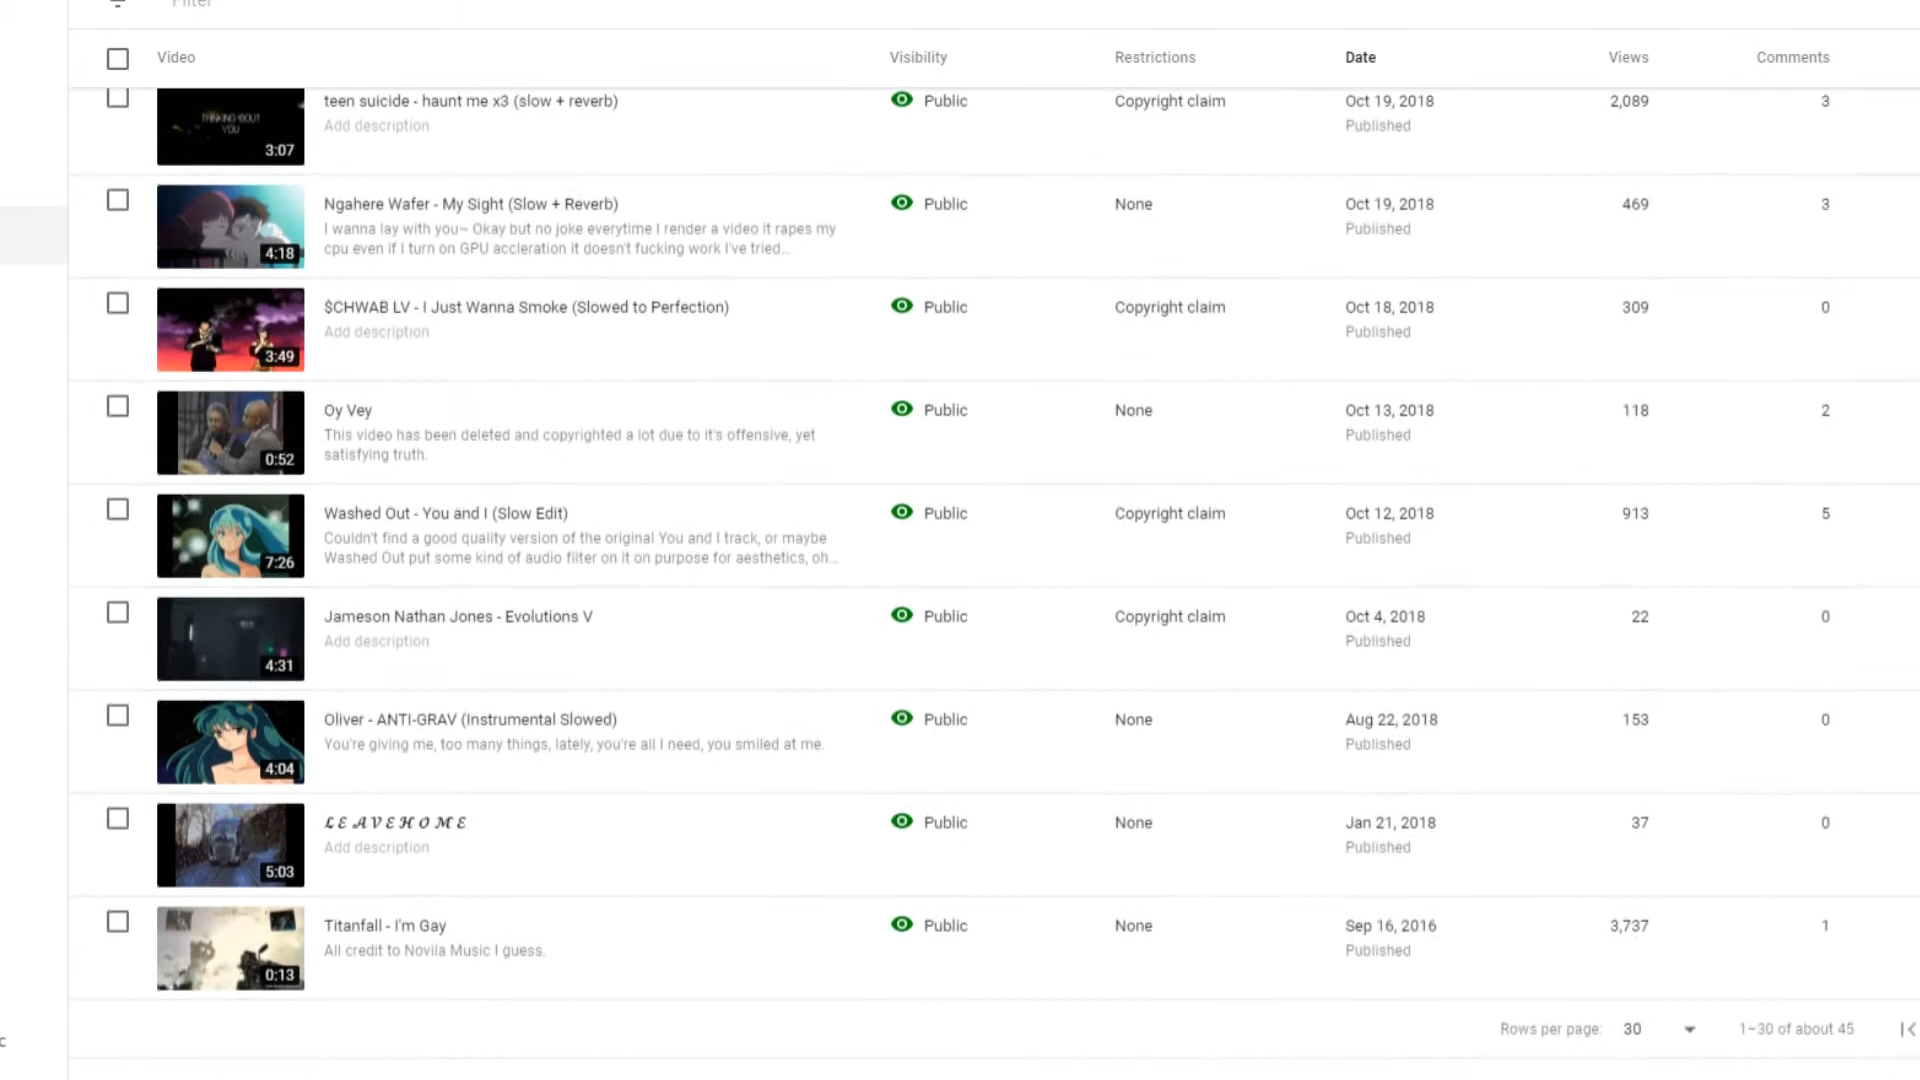 Filter
Video Visibility Restrictions Date Views Comments
teen suicide - haunt me x3 (slow + reverb) Public Copyright claim Oct 19, 2018 2,089 3
Add description Published
THINKING 'BOUT
YOU
3:07
Ngahere Wafer - My Sight (Slow + Reverb) Public None Oct 19, 2018 469 3
I wanna lay with you~ Okay but no joke everytime I render a video it rapes my Published
cpu even if I turn on GPU accleration it doesn't fucking work I've tried...
4:18
$CHWAB LV - I Just Wanna Smoke (Slowed to Perfection) Public Copyright claim Oct 18, 2018 309 0
Add description Published
3:49
Oy Vey Public None Oct 13, 2018 118 2
This video has been deleted and copyrighted a lot due to it's offensive, yet Published
satisfying truth.
0:52
Washed Out - You and I (Slow Edit) Public Copyright claim Oct 12, 2018 913 5
Couldn't find a good quality version of the original You and I track, or maybe Published
Washed Out put some kind of audio filter on it on purpose for aesthetics, oh...
7:26
Jameson Nathan Jones - Evolutions V Public Copyright claim Oct 4, 2018 22 0
Add description Published
4:31
Oliver - ANTI-GRAV (Instrumental Slowed) Public None Aug 22, 2018 153 0
You're giving me, too many things, lately, you're all I need, you smiled at me. Published
4:04
𝓛 𝓔 𝓐 𝓥 𝓔 𝓗 𝓞 𝓜 𝓔 Public None Jan 21, 2018 37 0
Add description Published
5:03
Titanfall - I'm Gay Public None Sep 16, 2016 3,737 1
All credit to Novila Music I guess. Published
0:13
Rows per page: 30 1–30 of about 45
c